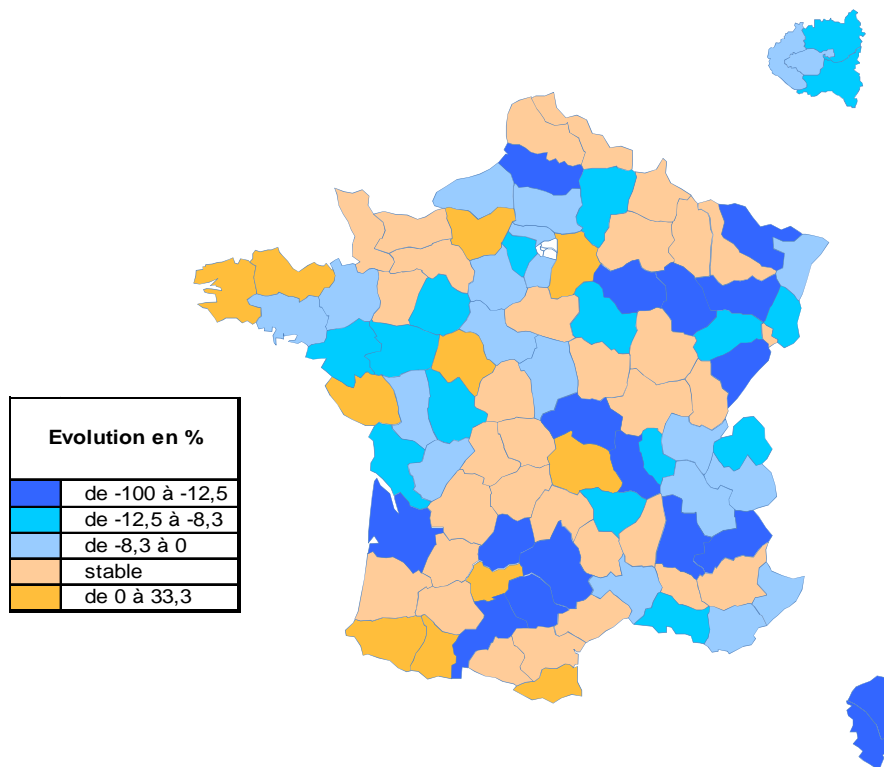 Evolution en %
de -100 à -12,5
de -12,5 à -8,3
de -8,3 à 0
stable
de 0 à 33,3